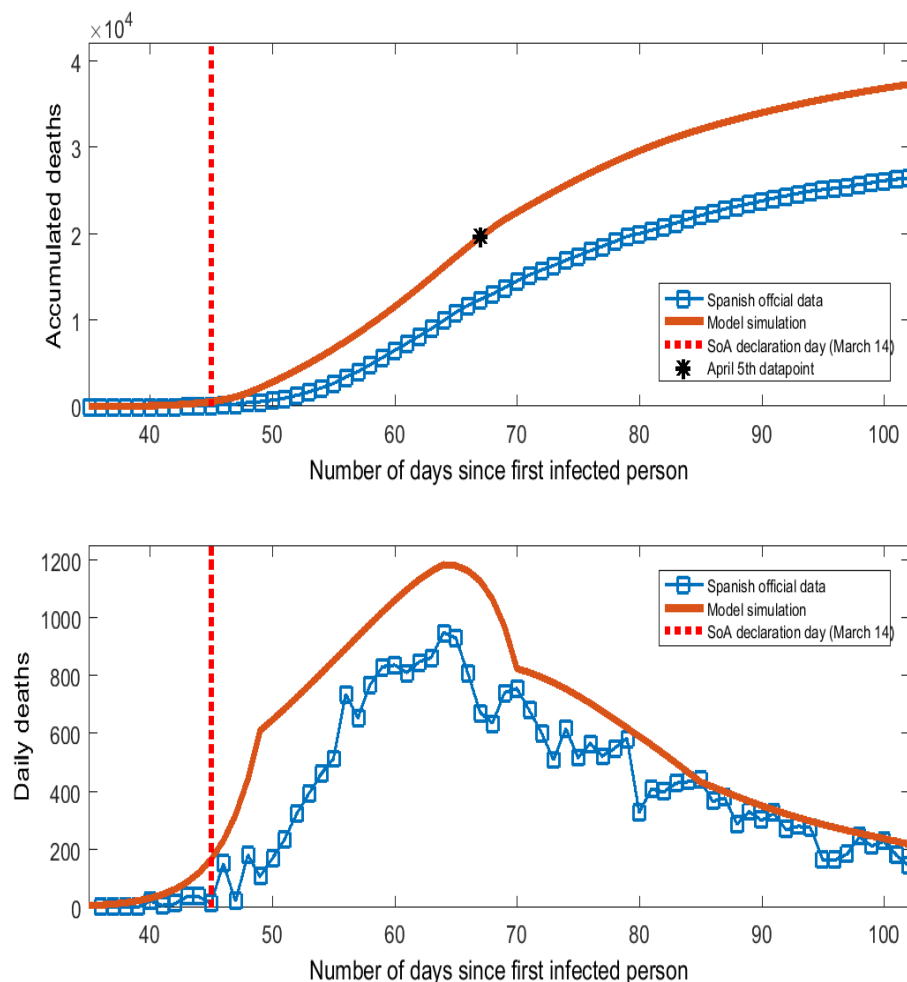 ×10^4
4
3
2
1
0
Accumulated deaths
40 50 60 70 80 90 100
Number of days since first infected person
Spanish offcial data
Model simulation
SoA declaration day (March 14)
April 5th datapoint
1200
1000
800
600
400
200
0
Daily deaths
40 50 60 70 80 90 100
Number of days since first infected person
Spanish official data
Model simulation
SoA declaration day (March 14)